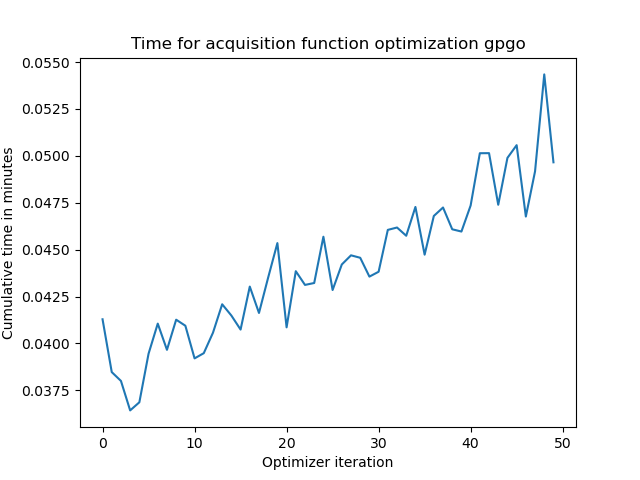 Time for acquisition function optimization gpgo
0.0550
0.0525
0.0500
0.0475
0.0450
0.0425
0.0400
0.0375
Cumulative time in minutes
0 10 20 30 40 50
Optimizer iteration